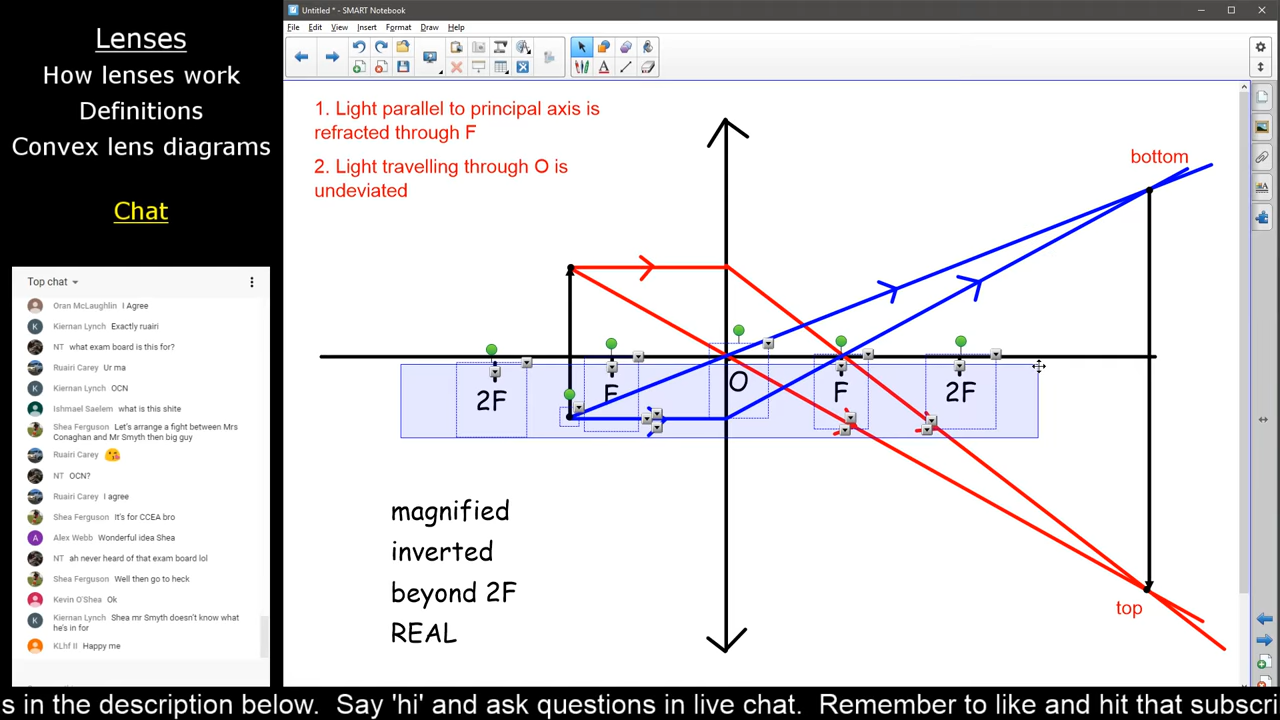 Lenses
How lenses work
Definitions
Convex lens diagrams
Chat
Top chat
Oran McLaughlin I Agree
Kiernan Lynch Exactly ruairi
NT what exam board is this for?
Ruairi Carey Ur ma
Kiernan Lynch OCN
Ishmael Saelem what is this shite
Shea Ferguson Let's arrange a fight between Mrs
Conaghan and Mr Smyth then big guy
Ruairi Carey
NT OCN?
Ruairi Carey I agree
Shea Ferguson It's for CCEA bro
Alex Webb Wonderful idea Shea
NT ah never heard of that exam board lol
Shea Ferguson Well then go to heck
Kevin O'Shea Ok
Kiernan Lynch Shea mr Smyth doesn't know what
he's in for
KLhf II Happy me
Untitled * - SMART Notebook
File Edit View Insert Format Draw Help
1. Light parallel to principal axis is
refracted through F
2. Light travelling through O is
undeviated
bottom
2F F O F 2F
magnified
inverted
beyond 2F
REAL
top
s in the description below. Say 'hi' and ask questions in live chat. Remember to like and hit that subscri